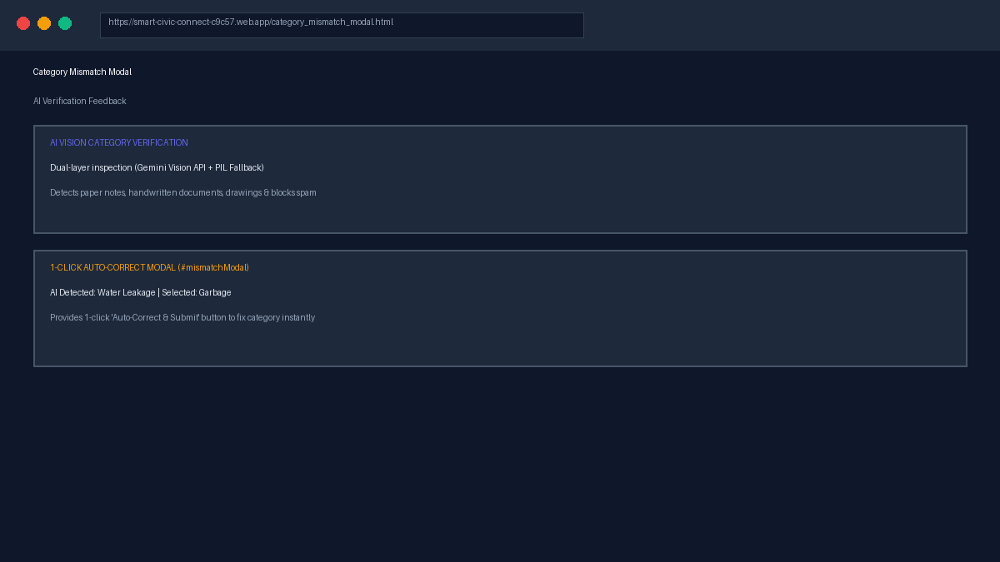 https://smart-civic-connect-c9c57.web.app/category_mismatch_modal.html
Category Mismatch Modal
AI Verification Feedback
AI VISION CATEGORY VERIFICATION
Dual-layer inspection (Gemini Vision API + PIL Fallback)
Detects paper notes, handwritten documents, drawings & blocks spam
1-CLICK AUTO-CORRECT MODAL (#mismatchModal)
AI Detected: Water Leakage | Selected: Garbage
Provides 1-click 'Auto-Correct & Submit' button to fix category instantly